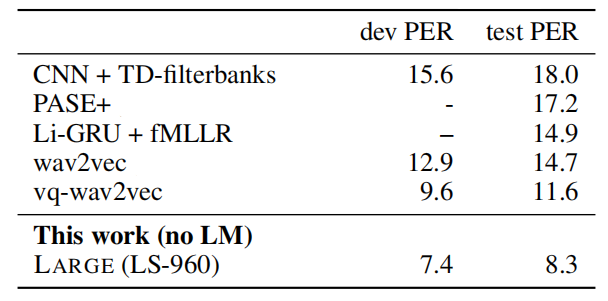 dev PER test PER
CNN + TD-filterbanks 15.6 18.0
PASE+ - 17.2
Li-GRU + fMLLR – 14.9
wav2vec 12.9 14.7
vq-wav2vec 9.6 11.6
This work (no LM)
LARGE (LS-960) 7.4 8.3